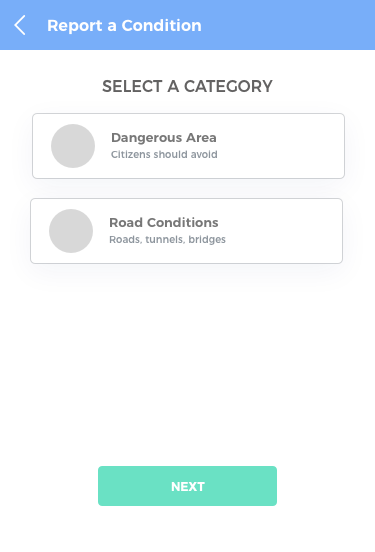 Report a Condition
SELECT A CATEGORY
Dangerous Area
Citizens should avoid
Road Conditions
Roads, tunnels, bridges
NEXT